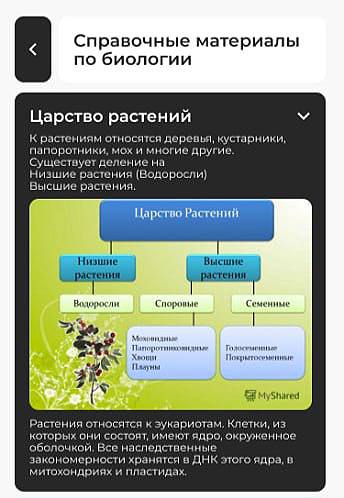 Справочные материалы
по биологии
Царство растений
К растениям относятся деревья, кустарники,
папоротники, мох и многие другие.
Существует деление на
Низшие растения (Водоросли)
Высшие растения.
Царство Растений
Низшие
растения
Высшие
растения
Водоросли
Споровые
Семенные
Моховидные
Папоротниковидные
Хвощи
Плауны
Голосеменные
Покрытосеменные
MyShared
Растения относятся к эукариотам. Клетки, из
которых они состоят, имеют ядро, окруженное
оболочкой. Все наследственные
закономерности хранятся в ДНК этого ядра, в
митохондриях и пластидах.